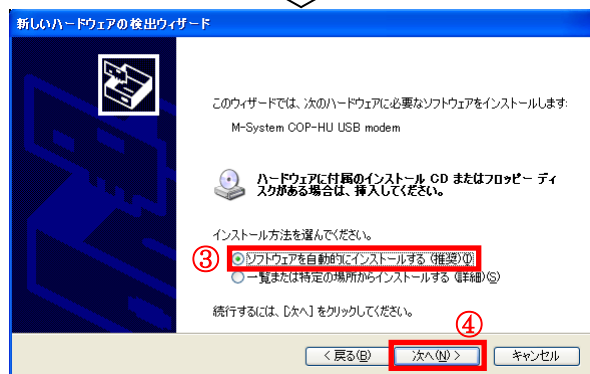 新しいハードウェアの検出ウィザード
このウィザードでは、次のハードウェアに必要なソフトウェアをインストールします:
M-System COP-HU USB modem
ハードウェアに付属のインストール CD またはフロッピー ディ
スクがある場合は、挿入してください。
インストール方法を選んでください。
③ ソフトウェアを自動的にインストールする (推奨)(I)
一覧または特定の場所からインストールする (詳細)(S)
続行するには、[次へ] をクリックしてください。
④
< 戻る(B) 次へ(N) > キャンセル